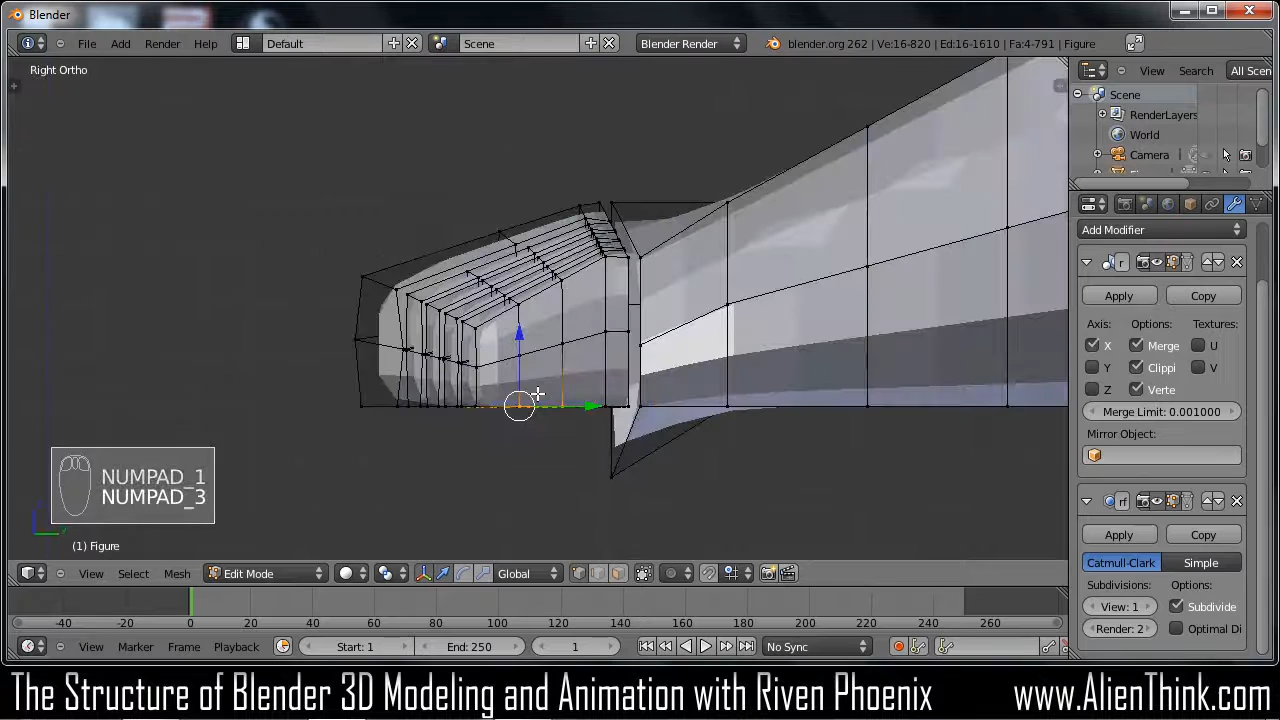 Blender
File Add Render Help Default Scene Blender Render blender.org 262 | Ve:16-820 | Ed:16-1610 | Fa:4-791 | Figure
Right Ortho
View Search All Scen
Scene
RenderLayers
World
Camera
Add Modifier
Apply Copy
Axis: Options: Textures:
X Merge U
Y Clippi V
Z Verte
Merge Limit: 0.001000
Mirror Object:
Apply Copy
Catmull-Clark Simple
Subdivisions: Options:
View: 1 Subdivide
Render: 2 Optimal Di
NUMPAD_1
NUMPAD_3
(1) Figure
View Select Mesh Edit Mode Global
-40 -20 0 20 40 60 80 100 120 140 160 180 200 220 240 260
View Marker Frame Playback Start: 1 End: 250 1 No Sync
The Structure of Blender 3D Modeling and Animation with Riven Phoenix www.AlienThink.com